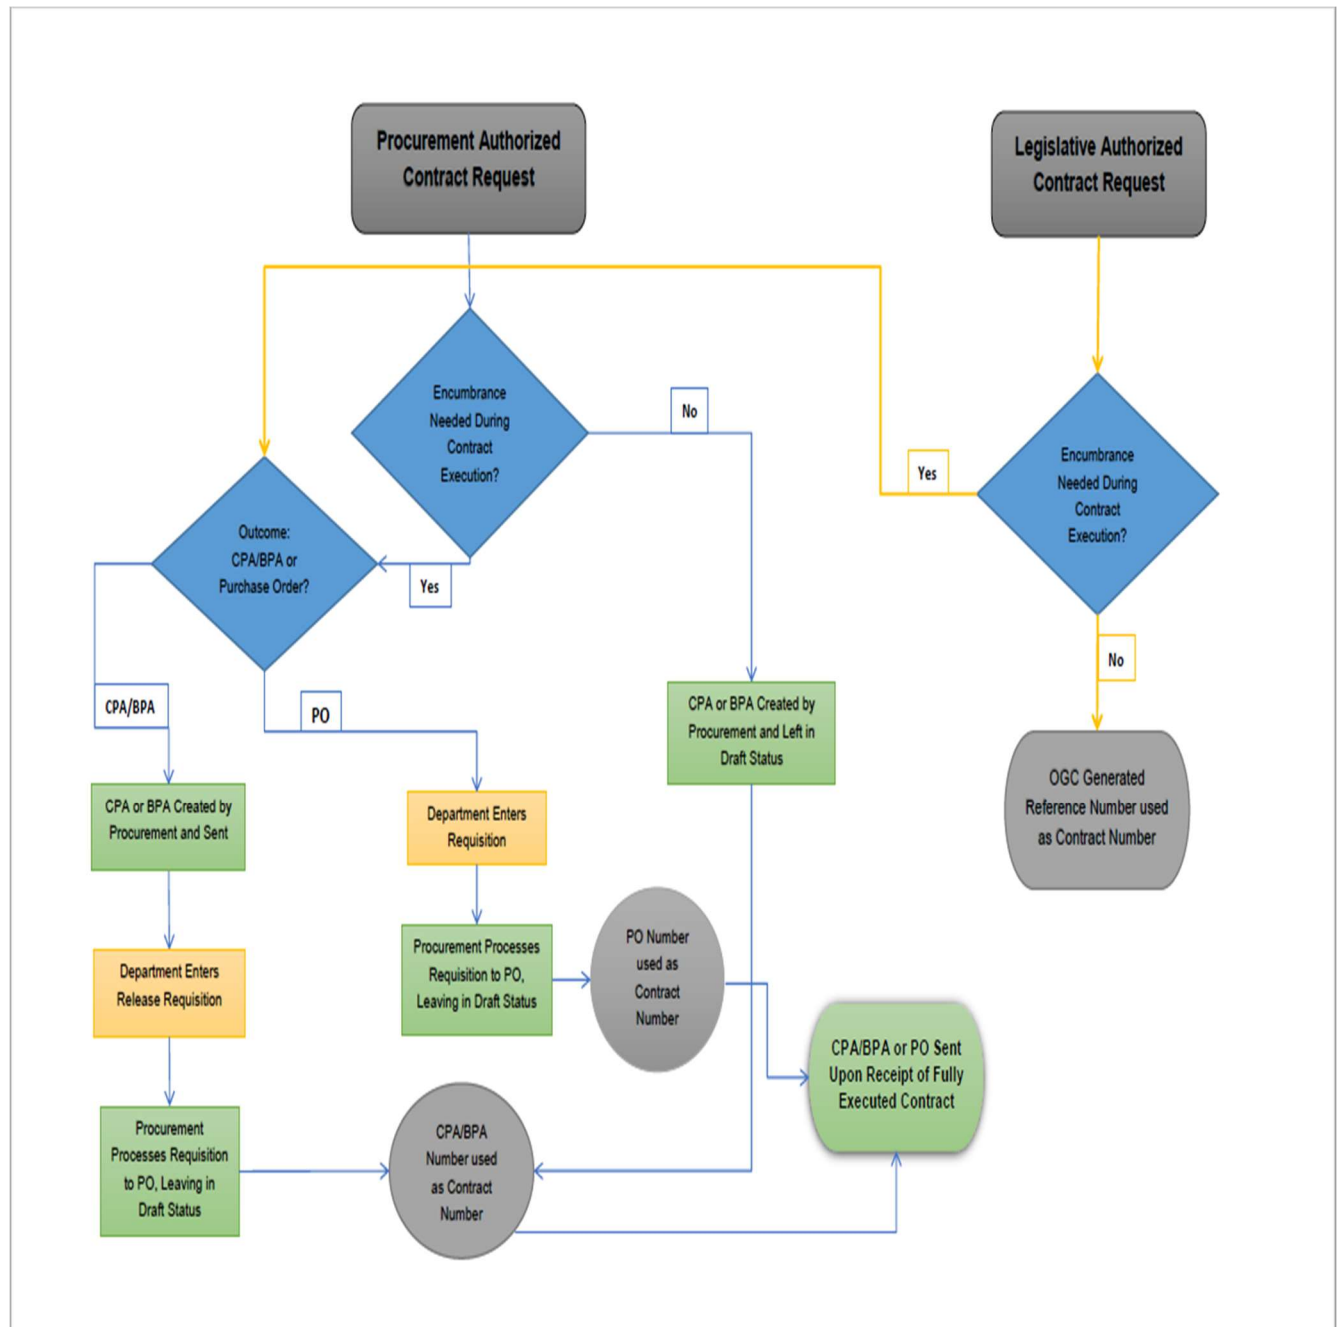 Procurement Authorized
Contract Request
Legislative Authorized
Contract Request
Encumbrance
Needed During
Contract
Execution?
No
Encumbrance
Needed During
Contract
Execution?
Yes
Outcome:
CPA/BPA or
Purchase Order?
Yes
No
CPA/BPA
PO
CPA or BPA Created by
Procurement and Left in
Draft Status
OGC Generated
Reference Number used
as Contract Number
CPA or BPA Created by
Procurement and Sent
Department Enters
Requisition
Department Enters
Release Requisition
Procurement Processes
Requisition to PO,
Leaving in Draft Status
PO Number
used as
Contract
Number
CPA/BPA or PO Sent
Upon Receipt of Fully
Executed Contract
Procurement
Processes Requisition
to PO, Leaving in
Draft Status
CPA/BPA
Number used
as Contract
Number